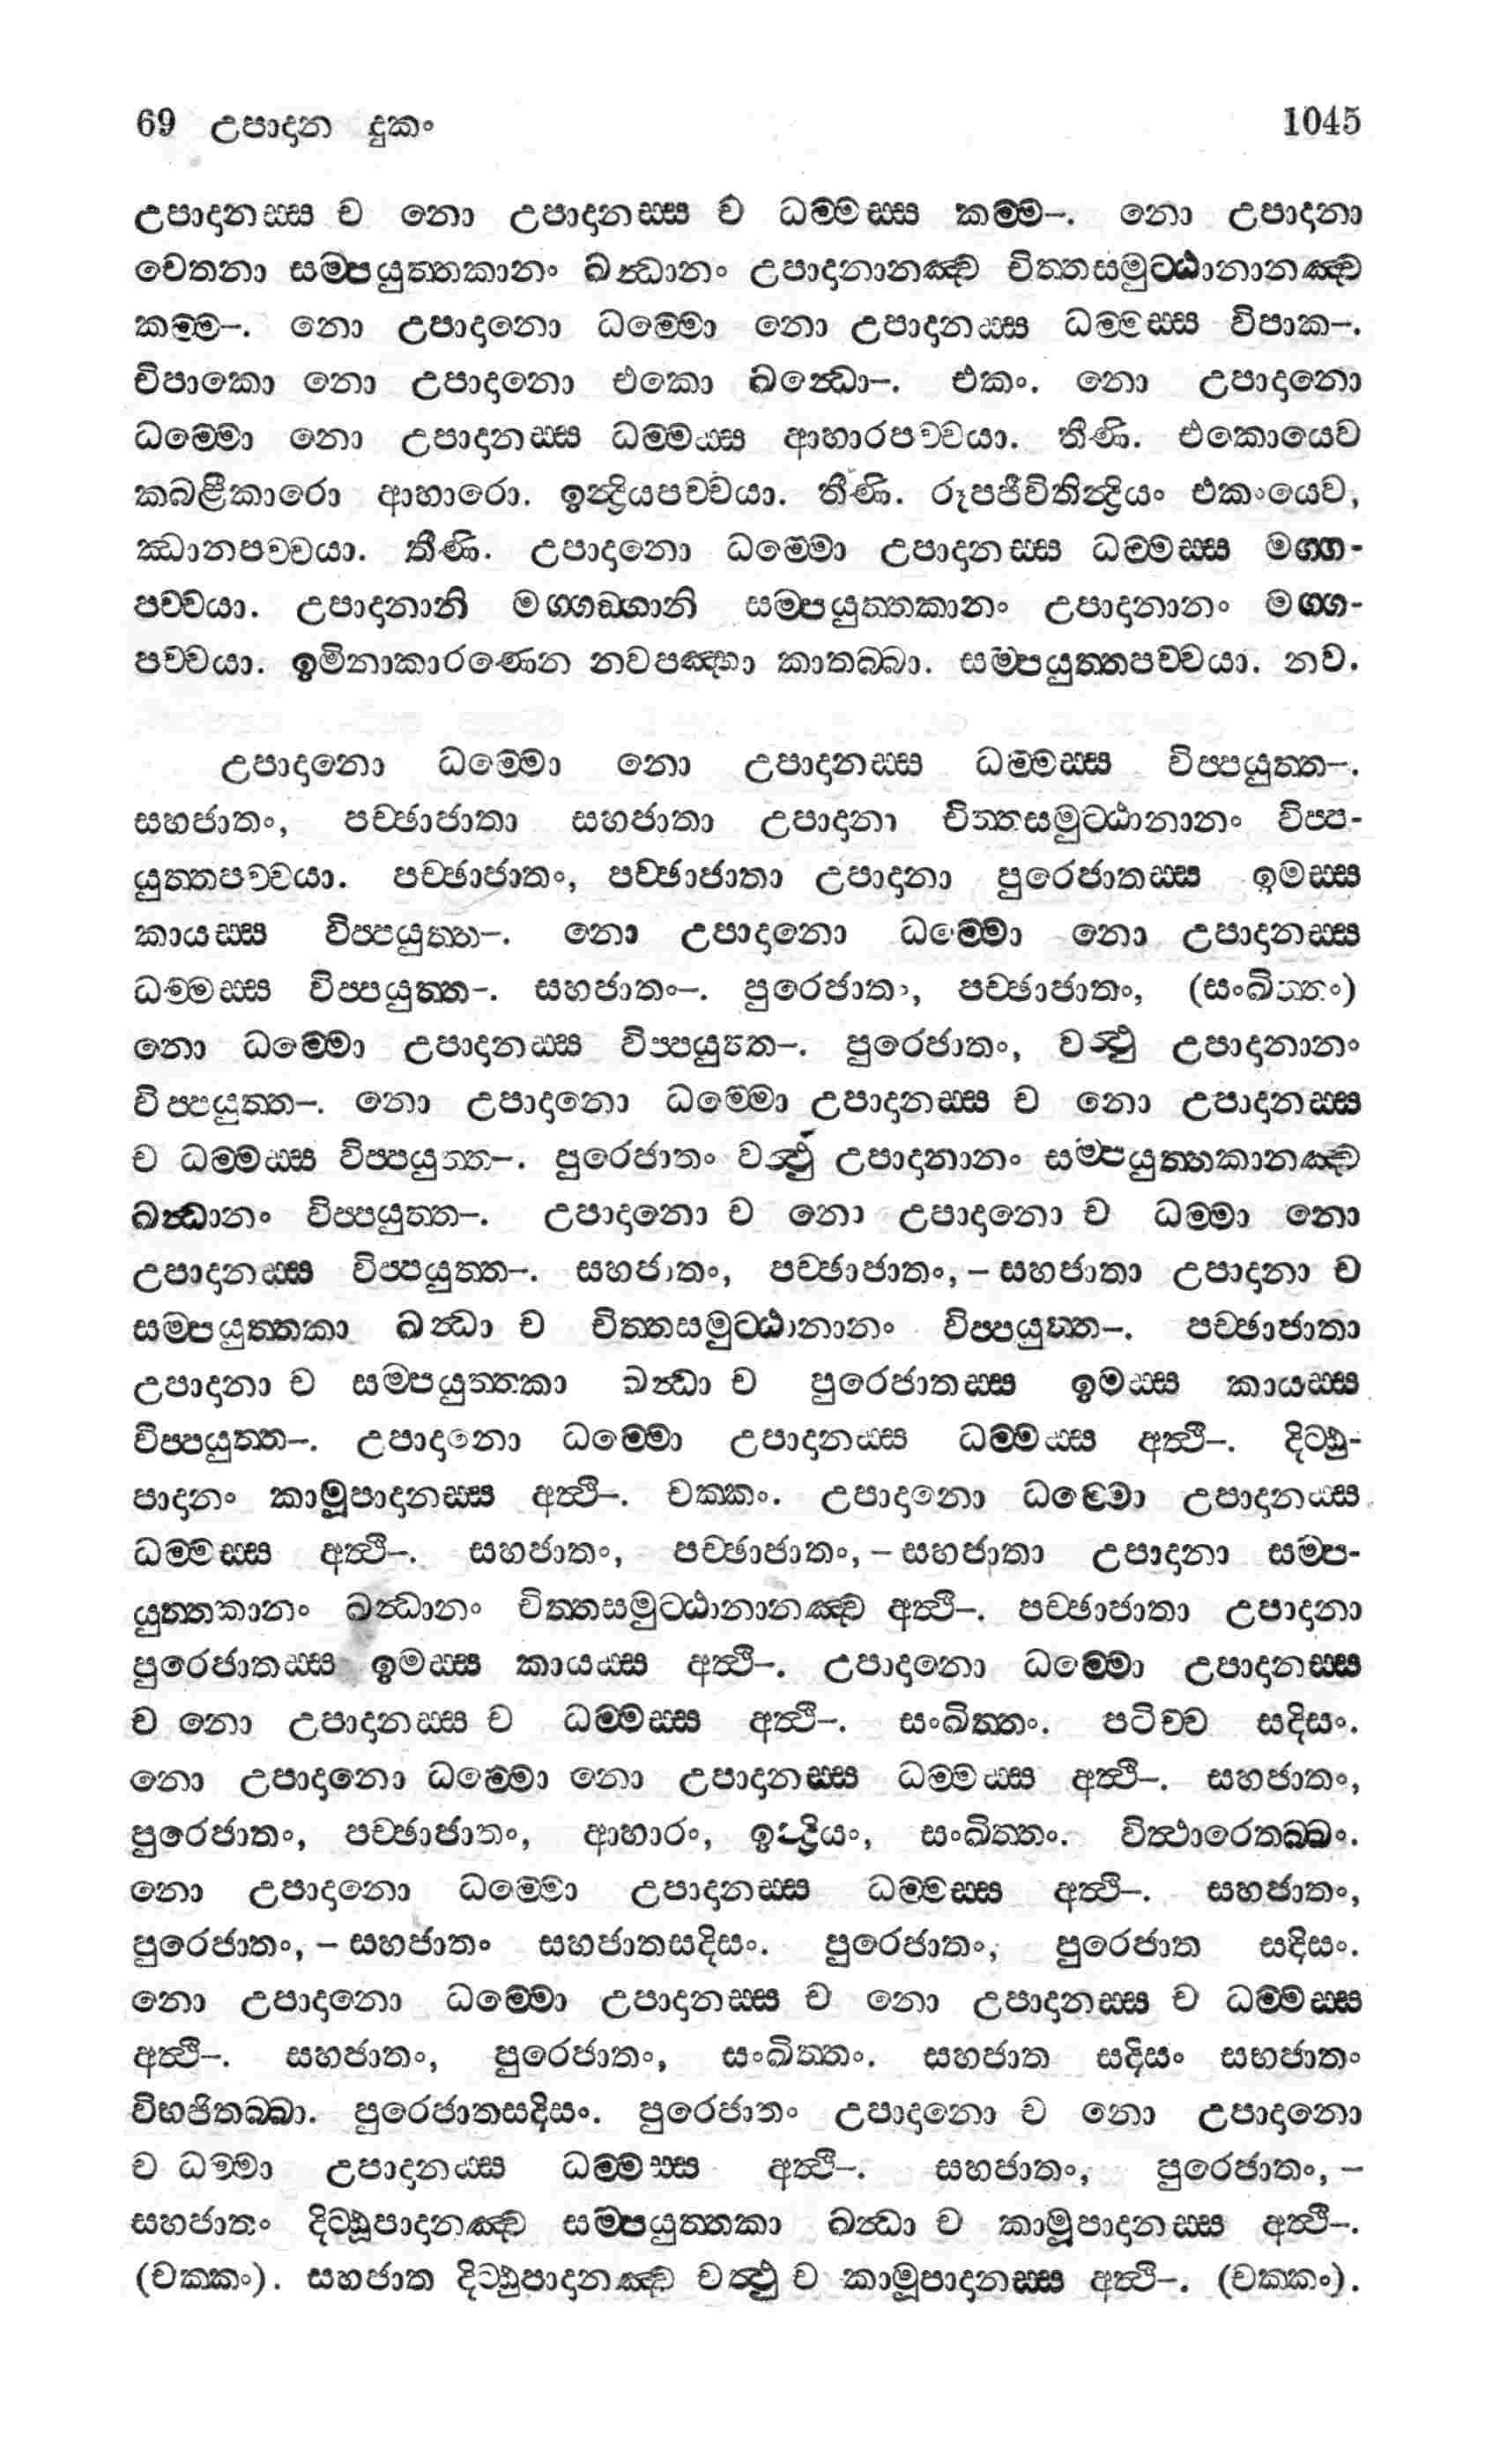 69 උපාදාන දුකං 1045
උපාදානස්ස ච නො උපාදානස්ස ච ධම්මස්ස කම්ම–. නො උපාදානා
චෙතනා සම්පයුත්තකානං ඛන්ධානං උපාදානානඤ්ච චිත්තසමුට්ඨානානඤ්ච
කම්ම–. නො උපාදානො ධම්මො නො උපාදානස්ස ධම්මස්ස විපාක–.
විපාකො නො උපාදානො එකො ඛන්ධො–. එකං. නො උපාදානො
ධම්මො නො උපාදානස්ස ධම්මස්ස ආහාරපච්චයා. තීණි. එකොයෙව
කබළීකාරො ආහාරො. ඉන්ද්‍රියපච්චයා. තීණි. රූපජීවිතින්ද්‍රියං එකංයෙව,
ඣානපච්චයා. තීණි. උපාදානො ධම්මො උපාදානස්ස ධම්මස්ස මග්ග-
පච්චයා. උපාදානානි මග්ගඞ්ගානි සම්පයුත්තකානං උපාදානානං මග්ග-
පච්චයා. ඉමිනාකාරණෙන නවපඤ්හා කාතබ්බා. සම්පයුත්තපච්චයා. නව.
උපාදානො ධම්මො නො උපාදානස්ස ධම්මස්ස විප්පයුත්ත–.
සහජාතං, පච්ඡාජාතා සහජාතා උපාදානා චිත්තසමුට්ඨානානං විප්ප-
යුත්තපච්චයා. පච්ඡාජාතං, පච්ඡාජාතා උපාදානා පුරෙජාතස්ස ඉමස්ස
කායස්ස විප්පයුත්ත–. නො උපාදානො ධම්මො නො උපාදානස්ස
ධම්මස්ස විප්පයුත්ත–. සහජාතං–. පුරෙජාතං, පච්ඡාජාතං, (සංඛිත්තං)
නො ධම්මො උපාදානස්ස විප්පයුත්ත–. පුරෙජාතං, වත්ථු උපාදානානං
විප්පයුත්ත–. නො උපාදානො ධම්මො උපාදානස්ස ච නො උපාදානස්ස
ච ධම්මස්ස විප්පයුත්ත–. පුරෙජාතං වත්ථු උපාදානානං සම්පයුත්තකානඤ්ච
ඛන්ධානං විප්පයුත්ත–. උපාදානො ච නො උපාදානො ච ධම්මා නො
උපාදානස්ස විප්පයුත්ත–. සහජාතං, පච්ඡාජාතං, – සහජාතා උපාදානා ච
සම්පයුත්තකා ඛන්ධා ච චිත්තසමුට්ඨානානං විප්පයුත්ත–. පච්ඡාජාතා
උපාදානා ච සම්පයුත්තකා ඛන්ධා ච පුරෙජාතස්ස ඉමස්ස කායස්ස
විප්පයුත්ත–. උපාදානො ධම්මො උපාදානස්ස ධම්මස්ස අත්ථි–. දිට්ඨු-
පාදානං කාමුපාදානස්ස අත්ථි–. චක්කං. උපාදානො ධම්මො උපාදානස්ස
ධම්මස්ස අත්ථි–. සහජාතං, පච්ඡාජාතං, – සහජාතා උපාදානා සම්ප-
යුත්තකානං ඛන්ධානං චිත්තසමුට්ඨානානඤ්ච අත්ථි–. පච්ඡාජාතා උපාදානා
පුරෙජාතස්ස ඉමස්ස කායස්ස අත්ථි–. උපාදානො ධම්මො උපාදානස්ස
ච නො උපාදානස්ස ච ධම්මස්ස අත්ථි–. සංඛිත්තං. පටිච්ච සදිසං.
නො උපාදානො ධම්මො නො උපාදානස්ස ධම්මස්ස අත්ථි–. සහජාතං,
පුරෙජාතං, පච්ඡාජාතං, ආහාරං, ඉන්ද්‍රියං, සංඛිත්තං. විත්ථාරෙතබ්බං.
නො උපාදානො ධම්මො උපාදානස්ස ධම්මස්ස අත්ථි–. සහජාතං,
පුරෙජාතං, – සහජාතං සහජාතසදිසං. පුරෙජාතං, පුරෙජාත සදිසං.
නො උපාදානො ධම්මො උපාදානස්ස ච නො උපාදානස්ස ච ධම්මස්ස
අත්ථි–. සහජාතං, පුරෙජාතං, සංඛිත්තං. සහජාත සදිසං සභජාතං
විභජිතබ්බා. පුරෙජාතසදිසං. පුරෙජාතං උපාදානො ච නො උපාදානො
ච ධම්මා උපාදානස්ස ධම්මස්ස අත්ථි–. සහජාතං, පුරෙජාතං, –
සහජාතං දිට්ඨූපාදානඤ්ච සම්පයුත්තකා ඛන්ධා ච කාමූපාදානස්ස අත්ථි–.
(චක්කං). සහජාත දිට්ඨුපාදානඤ්ච වත්ථු ච කාමූපාදානස්ස අත්ථි–. (චක්කං).